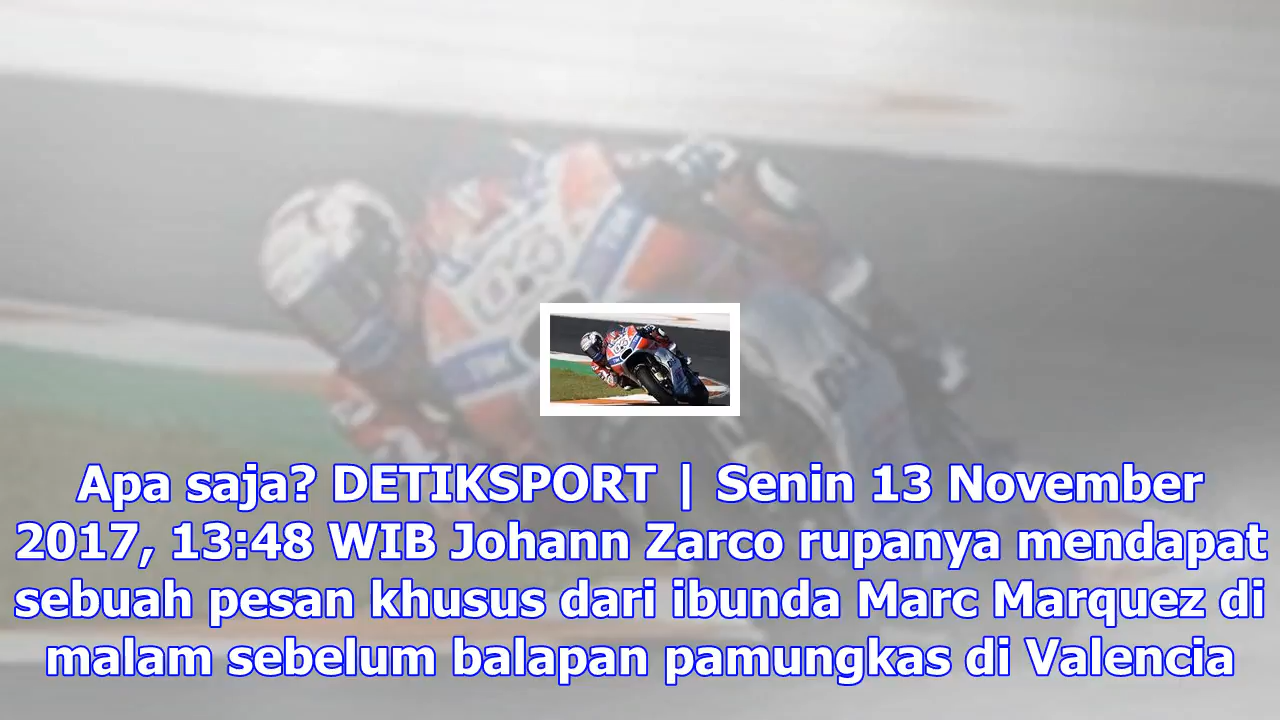 Apa saja? DETIKSPORT | Senin 13 November
2017, 13:48 WIB Johann Zarco rupanya mendapat
sebuah pesan khusus dari ibunda Marc Marquez di
malam sebelum balapan pamungkas di Valencia